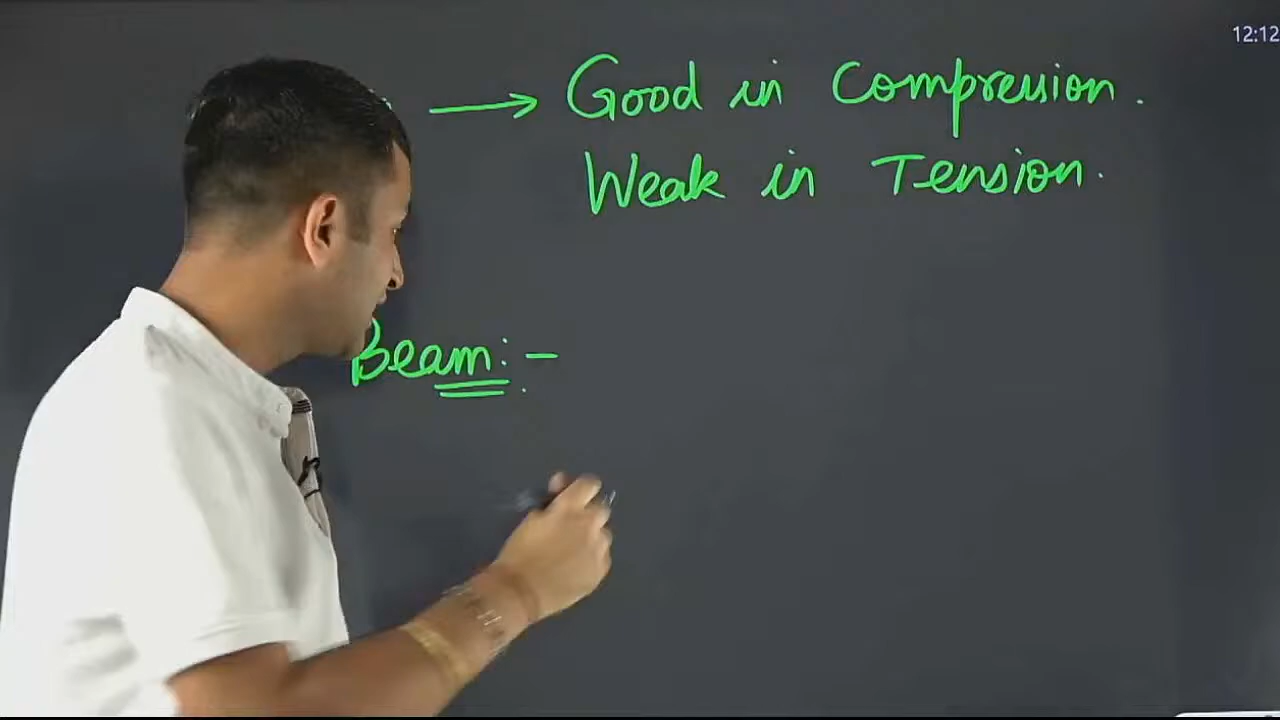 12:12
→ Good in Compression.
Weak in Tension.
Beam:-